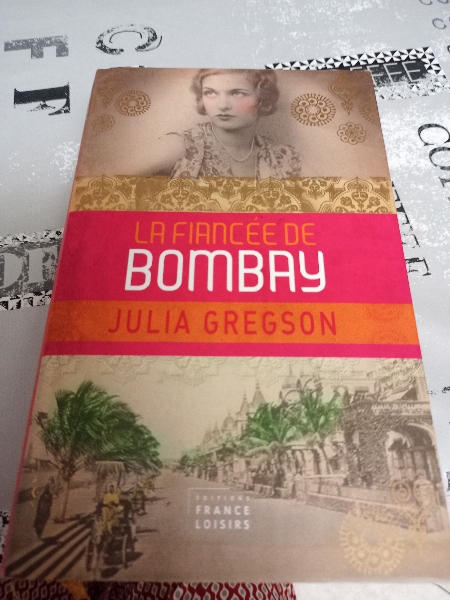 LA FIANCÉE DE
BOMBAY
JULIA GREGSON
ÉDITIONS
FRANCE
LOISIRS